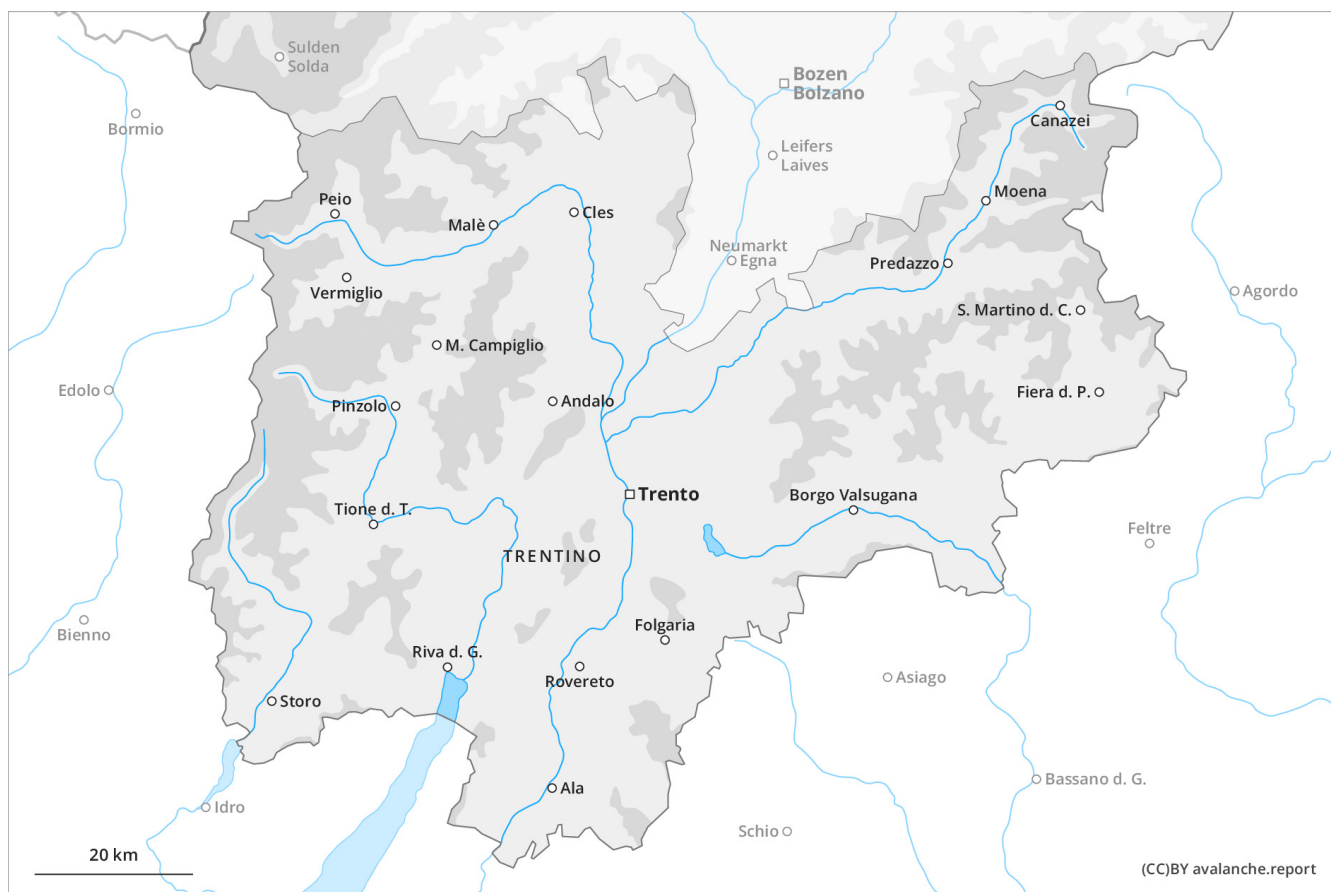 Sulden
Solda
Bozen
Bolzano
Bormio
Canazei
Leifers
Laives
Peio
Moena
Malè
Cles
Neumarkt
Egna
Predazzo
Vermiglio
Agordo
S. Martino d. C.
M. Campiglio
Edolo
Fiera d. P.
Pinzolo
Andalo
Trento
Borgo Valsugana
Tione d. T.
Feltre
TRENTINO
Bienno
Folgaria
Riva d. G.
Asiago
Rovereto
Storo
Bassano d. G.
Ala
Idro
Schio
20 km
(CC)BY avalanche.report